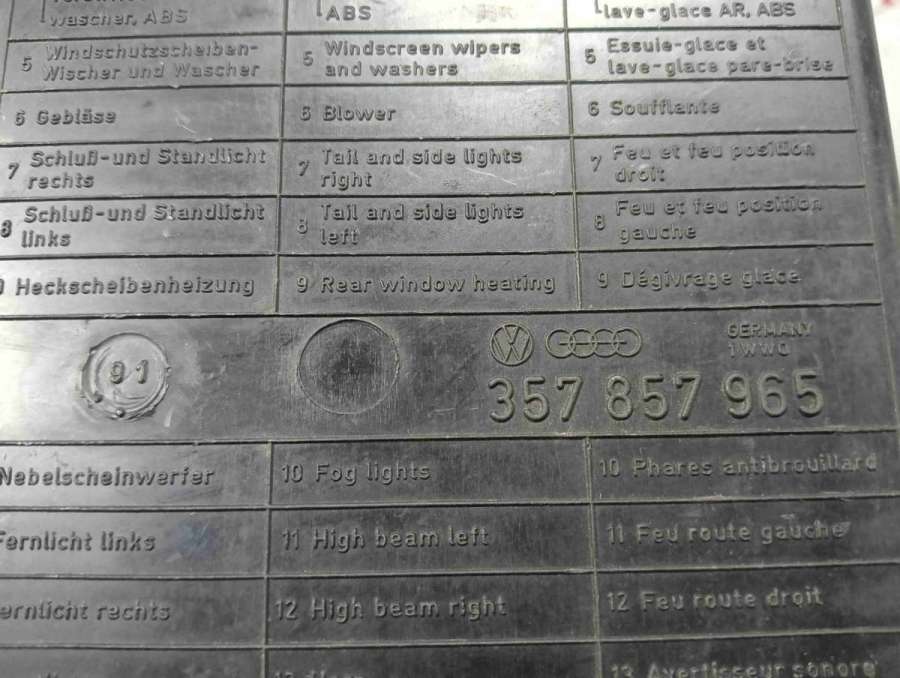 wascher, ABS
ABS
lave-glace AR, ABS
5 Windschutzscheiben-
Wischer und Wascher
5 Windscreen wipers
and washers
5 Essuie-glace et
lave-glace pare-brise
6 Gebläse
6 Blower
6 Soufflante
7 Schluß-und Standlicht
rechts
7 Tail and side lights
right
7 Feu et feu position
droit
8 Schluß-und Standlicht
links
8 Tail and side lights
left
8 Feu et feu position
gauche
Heckscheibenheizung
9 Rear window heating
9 Dégivrage glace
91
GERMANY
1WWO
357 857 965
Nebelscheinwerfer
10 Fog lights
10 Phares antibrouillard
Fernlicht links
11 High beam left
11 Feu route gauche
ernlicht rechts
12 High beam right
12 Feu route droit
13 Avertisseur sonore